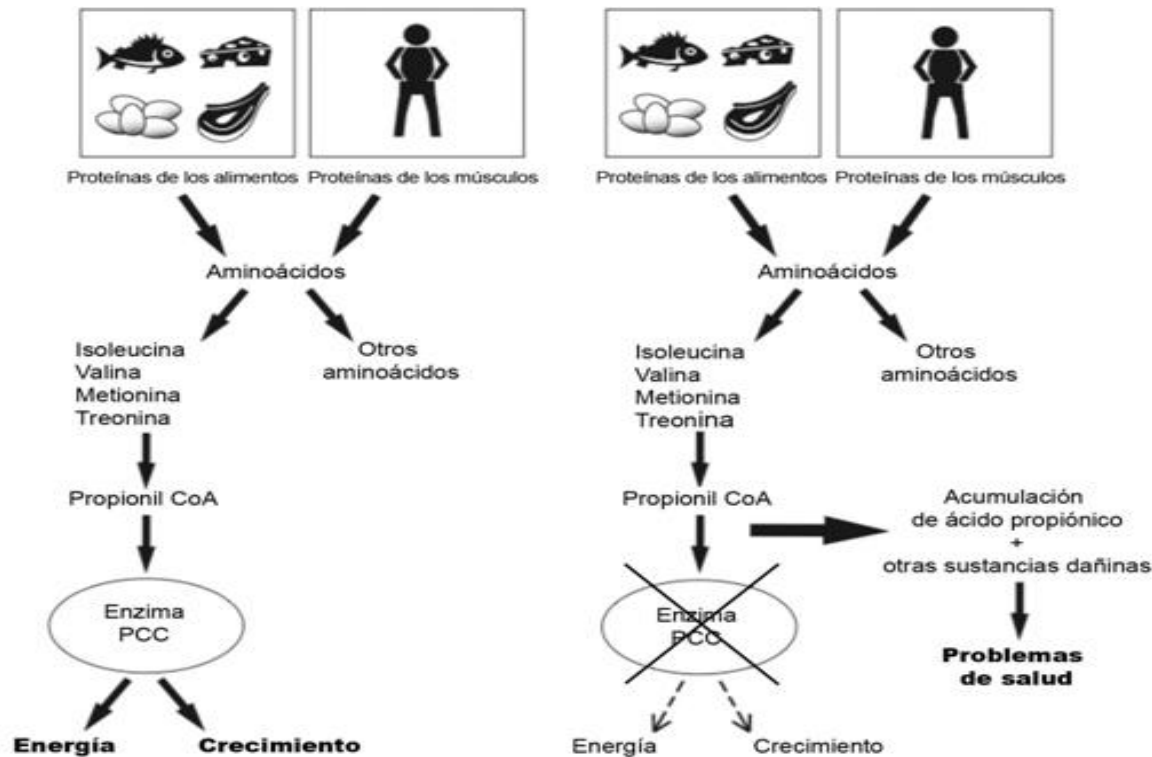 Proteínas de los alimentos
Proteínas de los músculos
Aminoácidos
Isoleucina
Valina
Metionina
Treonina
Otros
aminoácidos
Propionil CoA
Enzima
PCC
Energía
Crecimiento
Proteínas de los alimentos
Proteínas de los músculos
Aminoácidos
Isoleucina
Valina
Metionina
Treonina
Otros
aminoácidos
Propionil CoA
Acumulación
de ácido propiónico
+
otras sustancias dañinas
Enzima
PCC
Problemas
de salud
Energía
Crecimiento